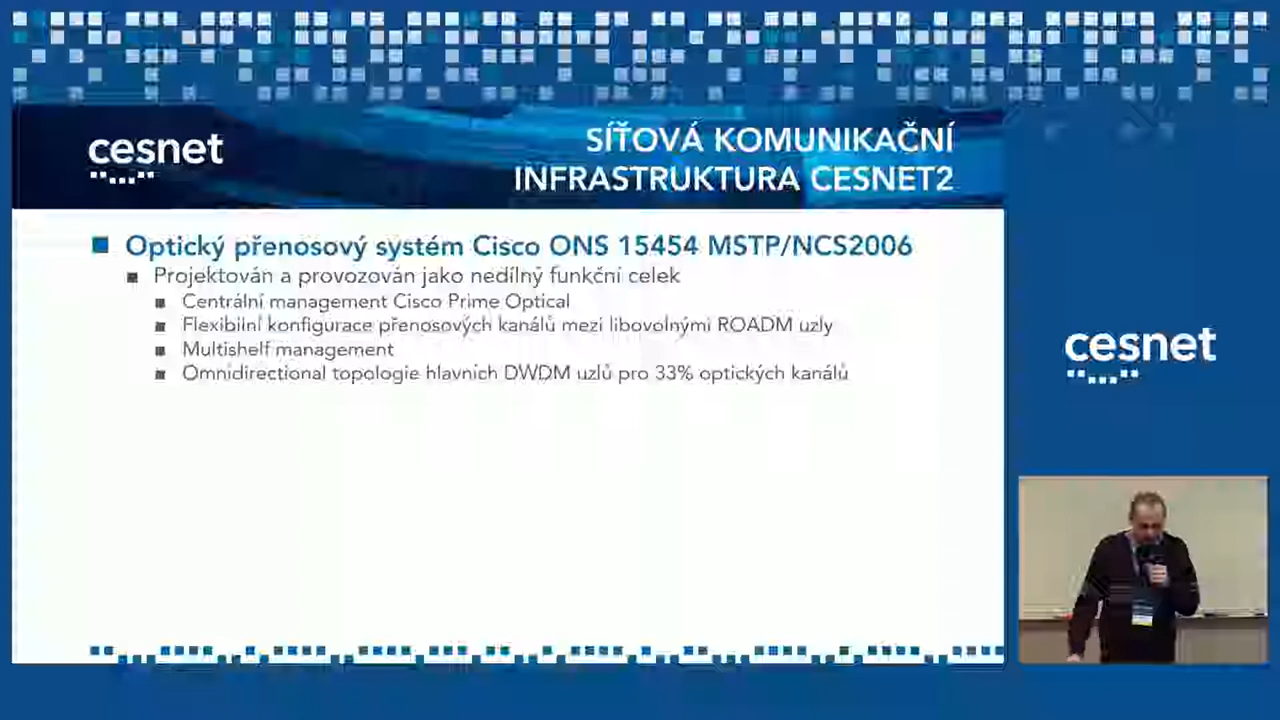 cesnet
SÍŤOVÁ KOMUNIKAČNÍ
INFRASTRUKTURA CESNET2
Optický přenosový systém Cisco ONS 15454 MSTP/NCS2006
Projektován a provozován jako nedílný funkční celek
Centrální management Cisco Prime Optical
Flexibilní konfigurace přenosových kanálů mezi libovolnými ROADM uzly
Multishelf management
Omnidirectional topologie hlavních DWDM uzlů pro 33% optických kanálů
cesnet